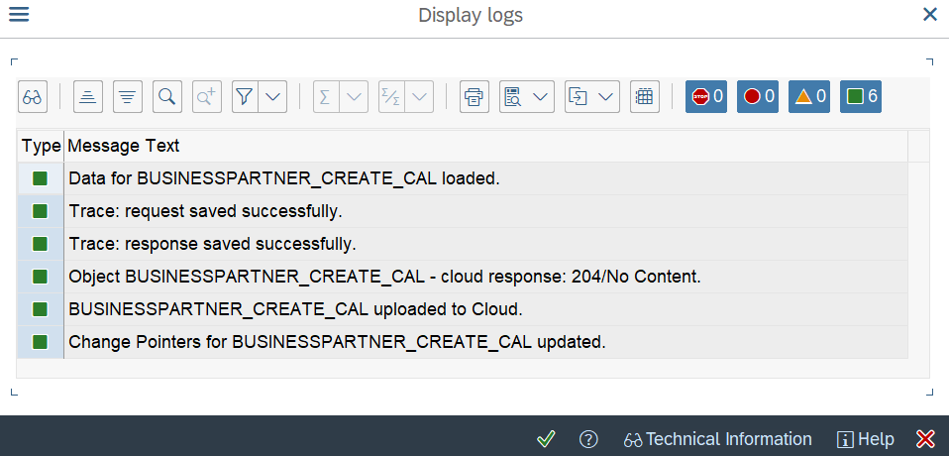 Display logs
STOP 0 0 0 6
Type Message Text
Data for BUSINESSPARTNER_CREATE_CAL loaded.
Trace: request saved successfully.
Trace: response saved successfully.
Object BUSINESSPARTNER_CREATE_CAL - cloud response: 204/No Content.
BUSINESSPARTNER_CREATE_CAL uploaded to Cloud.
Change Pointers for BUSINESSPARTNER_CREATE_CAL updated.
Technical Information Help